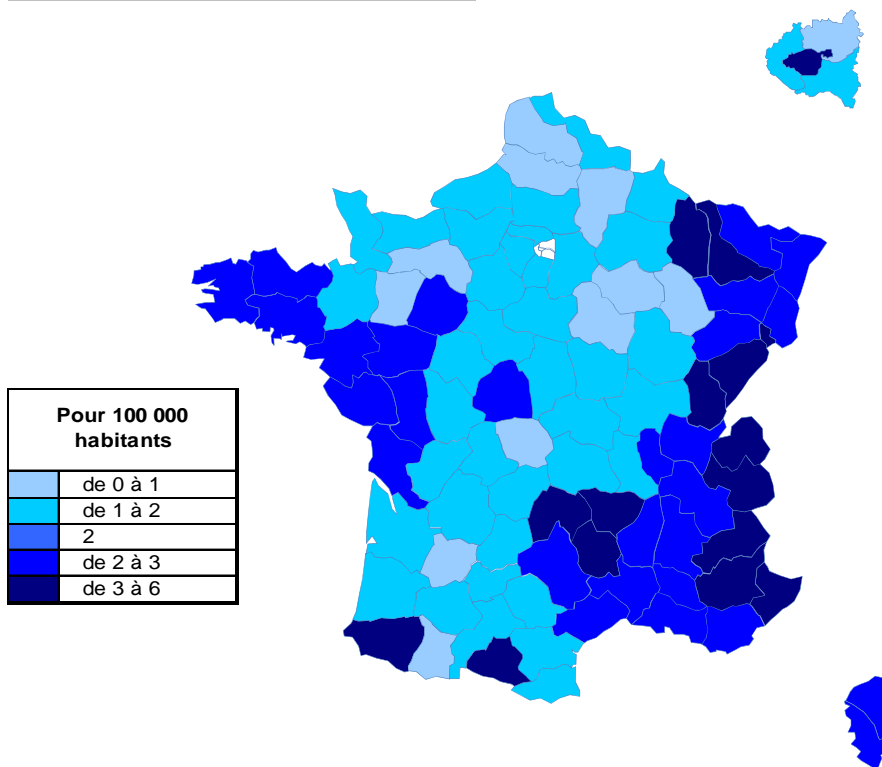 Pour 100 000
habitants
de 0 à 1
de 1 à 2
2
de 2 à 3
de 3 à 6